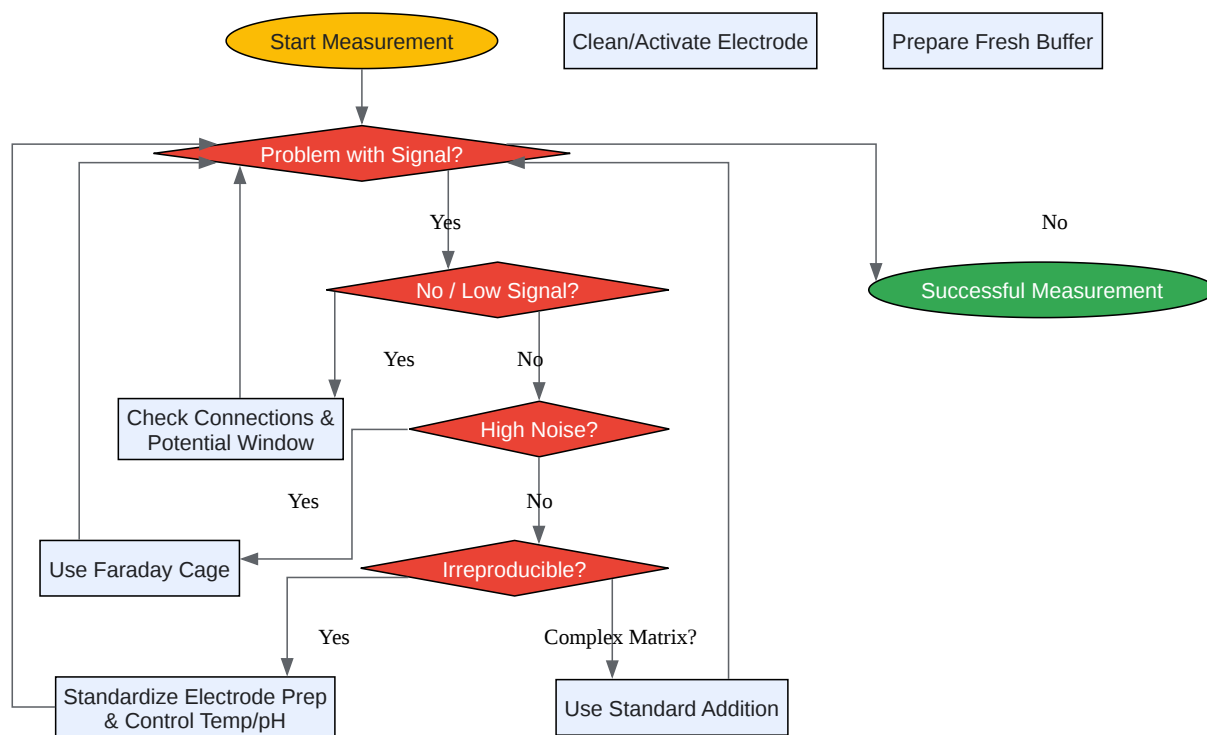 Start Measurement
Clean/Activate Electrode
Prepare Fresh Buffer
Problem with Signal?
Yes
No
No / Low Signal?
Successful Measurement
Yes
No
Check Connections &
Potential Window
High Noise?
Yes
No
Use Faraday Cage
Irreproducible?
Yes
Complex Matrix?
Standardize Electrode Prep
& Control Temp/pH
Use Standard Addition